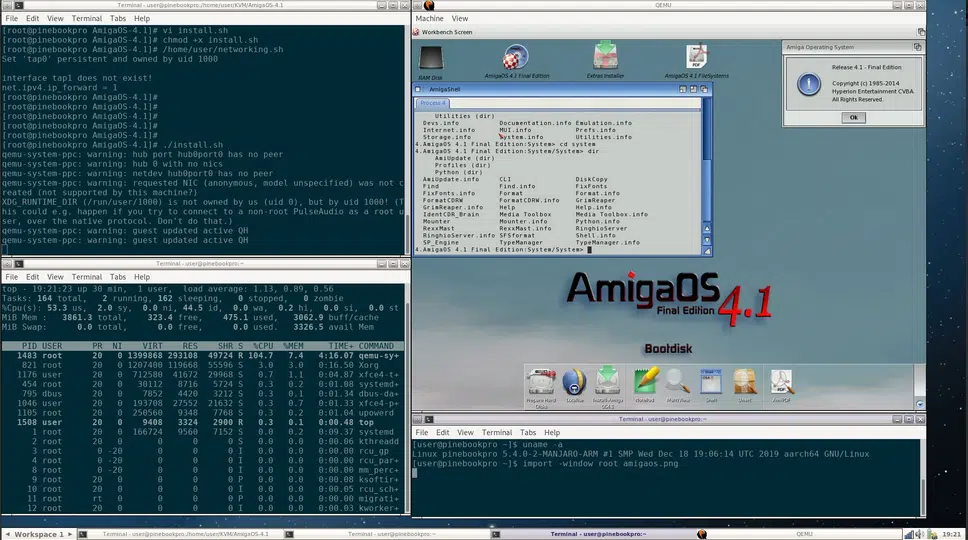 Terminal - user@pinebookpro:/home/user/KVM/AmigaOS-4.1
File Edit View Terminal Tabs Help
[root@pinebookpro AmigaOS-4.1]# vi install.sh
[root@pinebookpro AmigaOS-4.1]# chmod +x install.sh
[root@pinebookpro AmigaOS-4.1]# /home/user/networking.sh
Set 'tap0' persistent and owned by uid 1000
interface tap1 does not exist!
net.ipv4.ip_forward = 1
[root@pinebookpro AmigaOS-4.1]#
[root@pinebookpro AmigaOS-4.1]#
[root@pinebookpro AmigaOS-4.1]#
[root@pinebookpro AmigaOS-4.1]#
[root@pinebookpro AmigaOS-4.1]#
[root@pinebookpro AmigaOS-4.1]# ./install.sh
qemu-system-ppc: warning: hub port hub0port0 has no peer
qemu-system-ppc: warning: hub 0 with no nics
qemu-system-ppc: warning: netdev hub0port0 has no peer
qemu-system-ppc: warning: requested NIC (anonymous, model unspecified) was not c
reated (not supported by this machine?)
XDG_RUNTIME_DIR (/run/user/1000) is not owned by us (uid 0), but by uid 1000! (T
his could e.g. happen if you try to connect to a non-root PulseAudio as a root u
ser, over the native protocol. Don't do that.)
qemu-system-ppc: warning: guest updated active QH
qemu-system-ppc: warning: guest updated active QH
Terminal - user@pinebookpro:~
File Edit View Terminal Tabs Help
top - 19:21:23 up 30 min, 1 user, load average: 1.13, 0.89, 0.56
Tasks: 164 total, 2 running, 162 sleeping, 0 stopped, 0 zombie
%Cpu(s): 53.3 us, 2.0 sy, 0.0 ni, 44.5 id, 0.0 wa, 0.2 hi, 0.0 si, 0.0 st
MiB Mem : 3861.3 total, 323.4 free, 475.1 used, 3062.9 buff/cache
MiB Swap: 0.0 total, 0.0 free, 0.0 used. 3326.5 avail Mem
PID USER PR NI VIRT RES SHR S %CPU %MEM TIME+ COMMAND
1483 root 20 0 1399868 293108 49724 R 104.7 7.4 4:16.07 qemu-sy+
821 root 20 0 1207400 119668 55596 S 3.0 3.0 0:16.50 Xorg
1176 user 20 0 712580 41672 29968 S 0.7 1.1 0:04.87 xfce4-t+
454 root 20 0 30112 8716 5724 S 0.3 0.2 0:01.08 systemd+
795 dbus 20 0 7852 4420 3212 S 0.3 0.1 0:01.34 dbus-da+
1046 user 20 0 193708 27552 21632 S 0.3 0.7 0:01.33 xfce4-p+
1105 root 20 0 250560 9348 7768 S 0.3 0.2 0:01.04 upowerd
1508 user 20 0 9408 3324 2900 R 0.3 0.1 0:00.48 top
1 root 20 0 166724 9560 7152 S 0.0 0.2 0:09.37 systemd
2 root 20 0 0 0 0 S 0.0 0.0 0:00.06 kthreadd
3 root 0 -20 0 0 0 I 0.0 0.0 0:00.00 rcu_gp
4 root 0 -20 0 0 0 I 0.0 0.0 0:00.00 rcu_par+
8 root 0 -20 0 0 0 I 0.0 0.0 0:00.00 mm_perc+
9 root 20 0 0 0 0 0.0 0.0 0:00.03 ksoftir+
10 root 20 0 0 0 0 I 0.0 0.0 0:00.15 rcu_sch+
11 root rt 0 0 0 0 0.0 0.0 0:00.01 migrati+
12 root 20 0 0 0 0 I 0.0 0.0 0:00.03 kworker+
QEMU
Machine View
Workbench Screen
RAM Disk
AmigaOS 4.1 Final Edition
Extras Installer
AmigaOS 4.1 FileSystems
Amiga Operating System
Release 4.1 - Final Edition
Copyright (c) 1985-2014
Hyperion Entertainment CVBA.
All Rights Reserved.
Ok
AmigaShell
Process 4
Utilities (dir)
Devs.info Documentation.info Emulation.info
Internet.info MUI.info Prefs.info
Storage.info System.info Utilities.info
4.AmigaOS 4.1 Final Edition:System> cd system
4.AmigaOS 4.1 Final Edition:System/System> dir
AmiUpdate (dir)
Profiles (dir)
Python (dir)
AmiUpdate.info CLI DiskCopy
Find Find.info FixFonts
FixFonts.info Format Format.info
FormatCDRW FormatCDRW.info GrimReaper
GrimReaper.info Help Help.info
IdentCDR_Brain Media Toolbox Media Toolbox.info
Mounter Mounter.info Python.info
RexxMast RexxMast.info RinghioServer
RinghioServer.info SFSformat Shell.info
SP_Engine TypeManager TypeManager.info
4.AmigaOS 4.1 Final Edition:System/System>
AmigaOS 4.1
Final Edition
Bootdisk
Prepare Hard
Locale
NotePad
MultiView
Shell
Unarc
AmiPDF
Terminal - user@pinebookpro:~
File Edit View Terminal Tabs Help
[user@pinebookpro ~]$ uname -a
Linux pinebookpro 5.4.0-2-MANJARO-ARM #1 SMP Wed Dec 18 19:06:14 UTC 2019 aarch64 GNU/Linux
[user@pinebookpro ~]$ import -window root amigaos.png
Workspace 1
Terminal - user@pinebookpro:/home/user/KVM/AmigaOS-4.1
Terminal - user@pinebookpro:~
Terminal - user@pinebookpro:~
QEMU
19:21